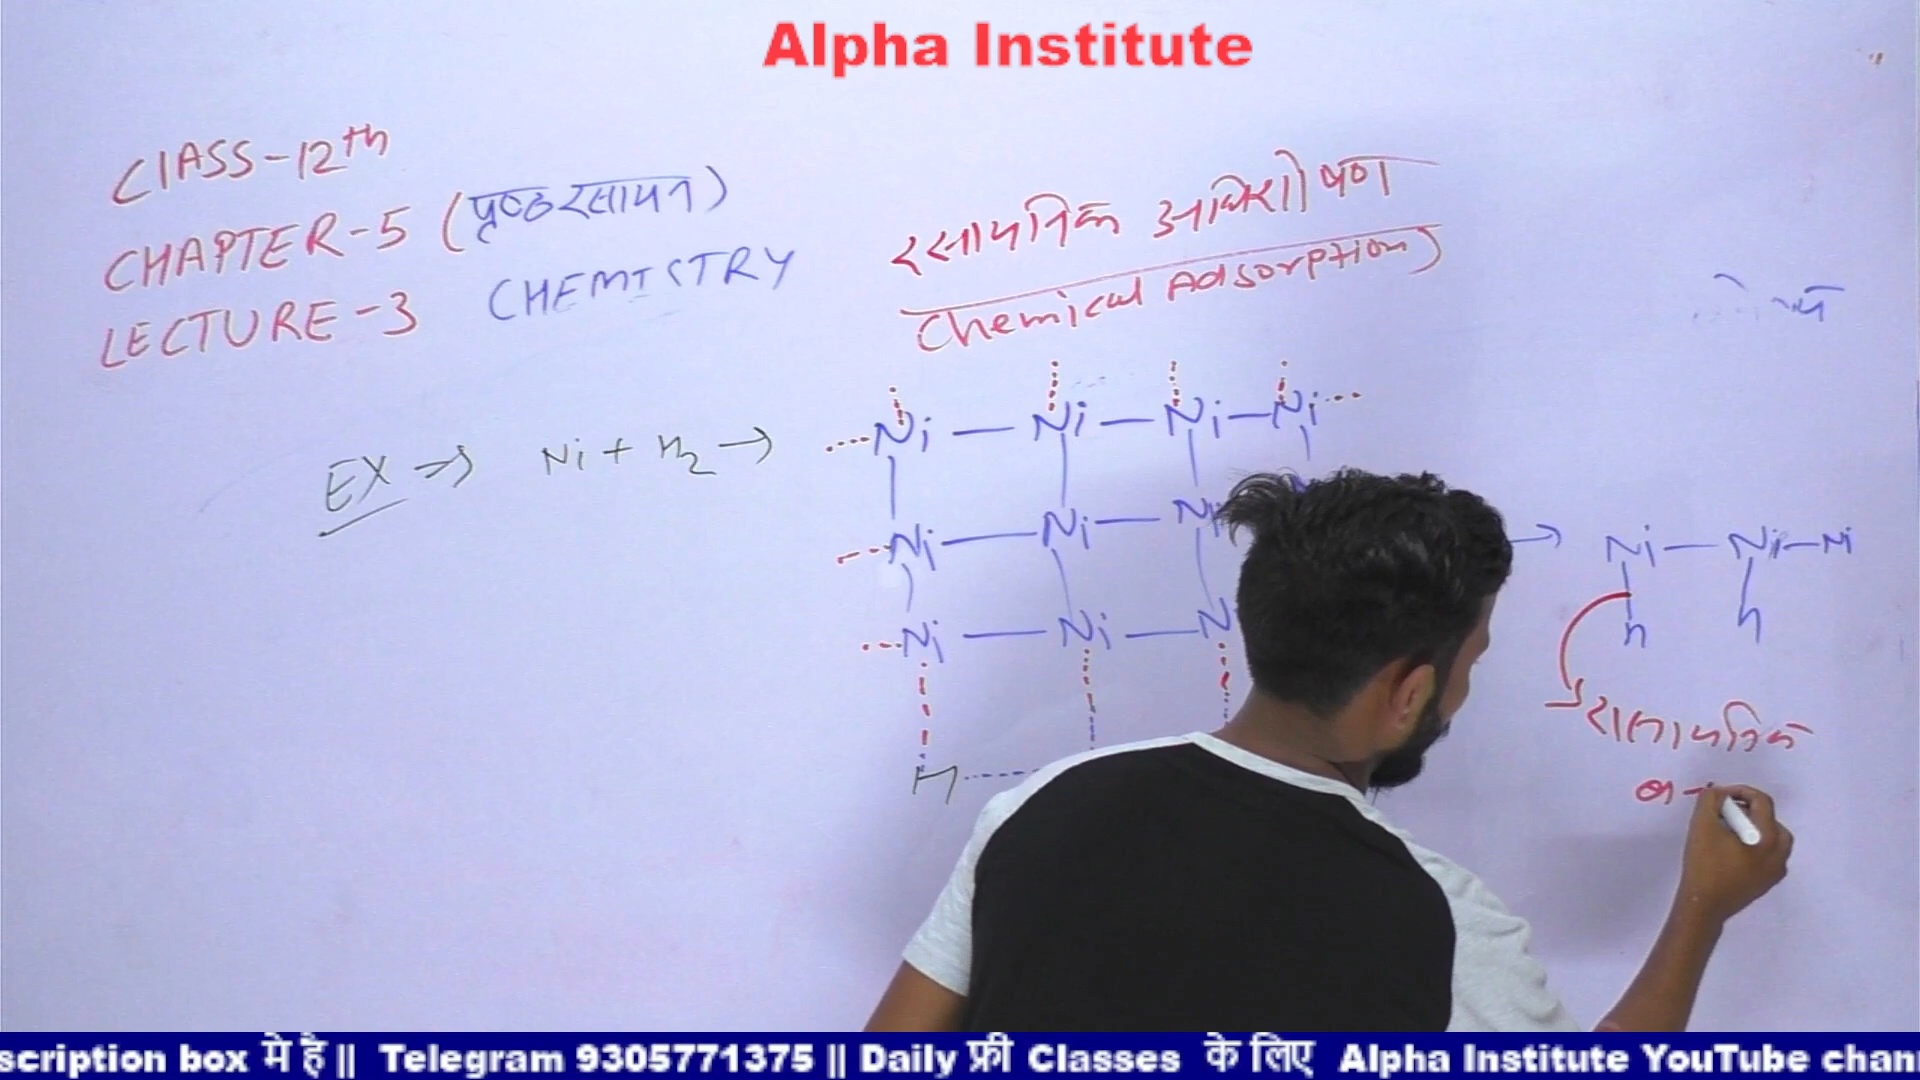 Alpha Institute
ClASS-12th
CHAPTER-5 (पृष्ठ रसायन)
LECTURE-3 CHEMISTRY
रसायनिक अधिशोषण
(Chemical Adsorption)
EX ⇒ Ni + H2 →
Ni — Ni — Ni — Ni
Ni — Ni — Ni
Ni — Ni — N
H
→ Ni — Ni — Ni
H H
रासायनिक
scription box मे है || Telegram 9305771375 || Daily फ्री Classes के लिए Alpha Institute YouTube chan